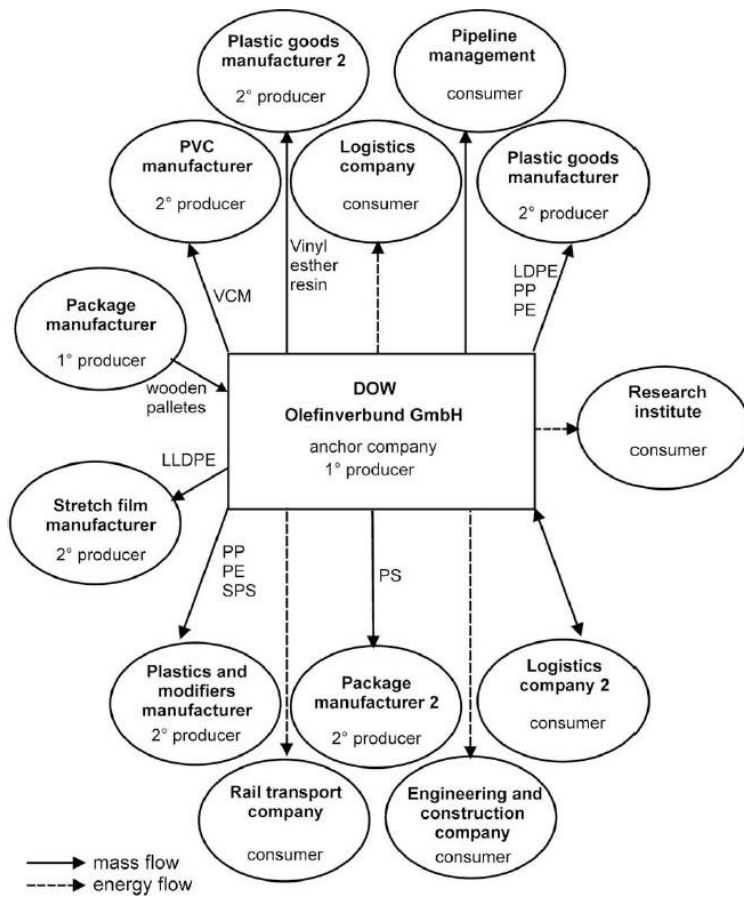 Plastic goods
manufacturer 2
2° producer
Pipeline
management
consumer
PVC
manufacturer
2° producer
Logistics
company
consumer
Plastic goods
manufacturer
2° producer
Vinyl
esther
resin
LDPE
PP
PE
VCM
Package
manufacturer
1° producer
wooden
palletes
DOW
Olefinverbund GmbH
anchor company
1° producer
Research
institute
consumer
LLDPE
Stretch film
manufacturer
2° producer
PP
PE
SPS
PS
Plastics and
modifiers
manufacturer
2° producer
Package
manufacturer 2
2° producer
Logistics
company 2
consumer
Rail transport
company
consumer
Engineering and
construction
company
consumer
mass flow
energy flow